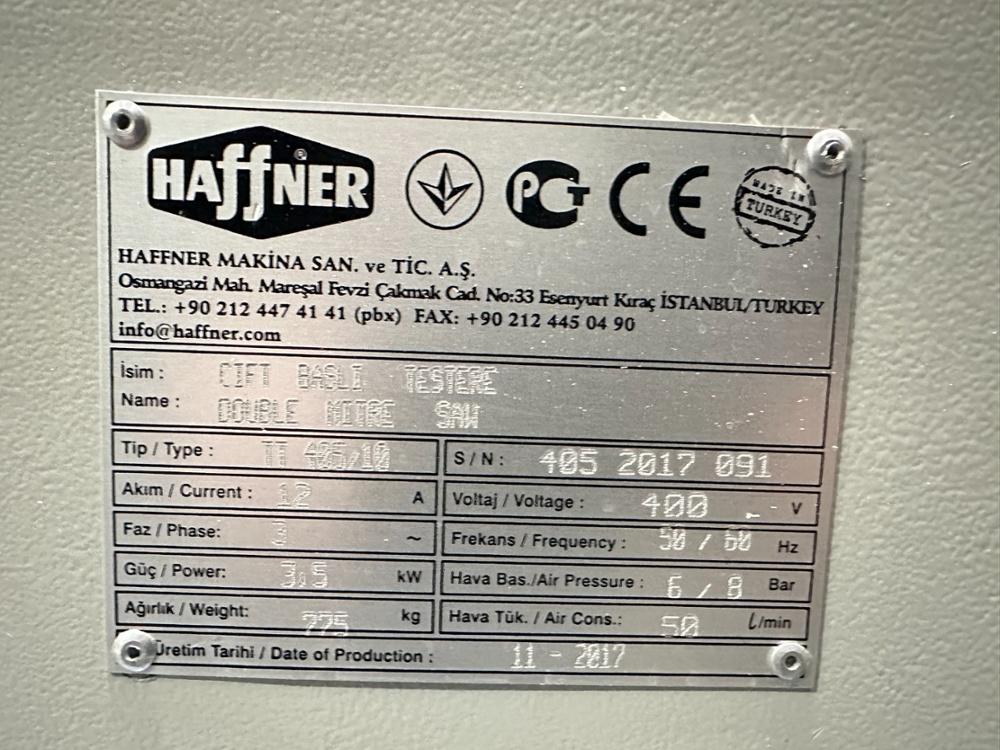 HAFFNER
PCT CE MADE IN
TURKEY
HAFFNER MAKİNA SAN. ve TİC. A.Ş.
Osmangazi Mah. Mareşal Fevzi Çakmak Cad. No:33 Esenyurt Kıraç İSTANBUL/TURKEY
TEL.: +90 212 447 41 41 (pbx) FAX: +90 212 445 04 90
info@haffner.com
İsim : CIFT BASLI TESTERE
Name : DOUBLE MITRE SAW
Tip / Type : TT 405/10 S / N : 405 2017 091
Akım / Current : 12 A Voltaj / Voltage : 400 V
Faz / Phase: 3 ~ Frekans / Frequency : 50 / 60 Hz
Güç / Power: kW Hava Bas./Air Pressure : 6 / 8 Bar
Ağırlık / Weight: 775 kg Hava Tük. / Air Cons.: 50 l/min
Üretim Tarihi / Date of Production : 11 - 2017